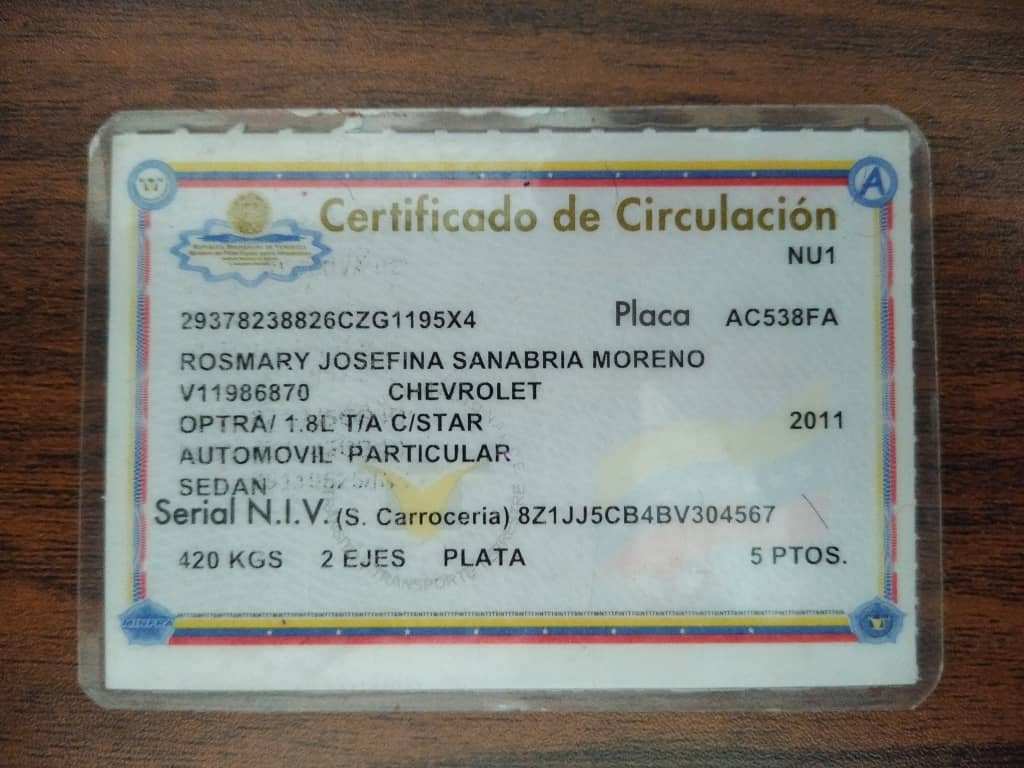 Certificado de Circulación
NU1
29378238826CZG1195X4 Placa AC538FA
ROSMARY JOSEFINA SANABRIA MORENO
V11986870 CHEVROLET
OPTRA/ 1.8L T/A C/STAR 2011
AUTOMOVIL PARTICULAR
SEDAN
Serial N.I.V. (S. Carroceria) 8Z1JJ5CB4BV304567
420 KGS 2 EJES PLATA 5 PTOS.
TRANSPORTE
MINFRA